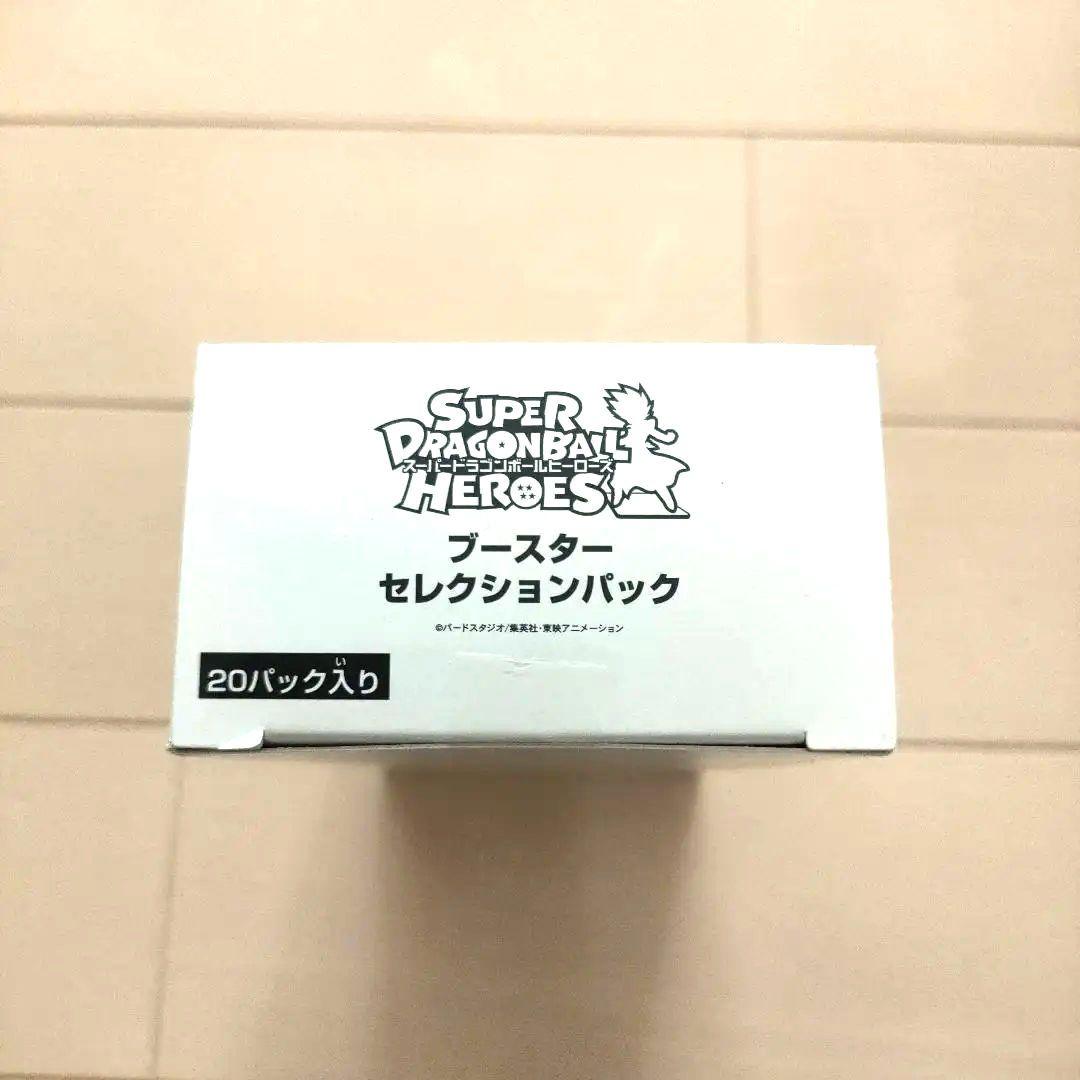 SUPER
DRAGONBALL
スーパードラゴンボールヒーローズ
HEROES
ブースター
セレクションパック
©バードスタジオ/集英社・東映アニメーション
い
20パック入り